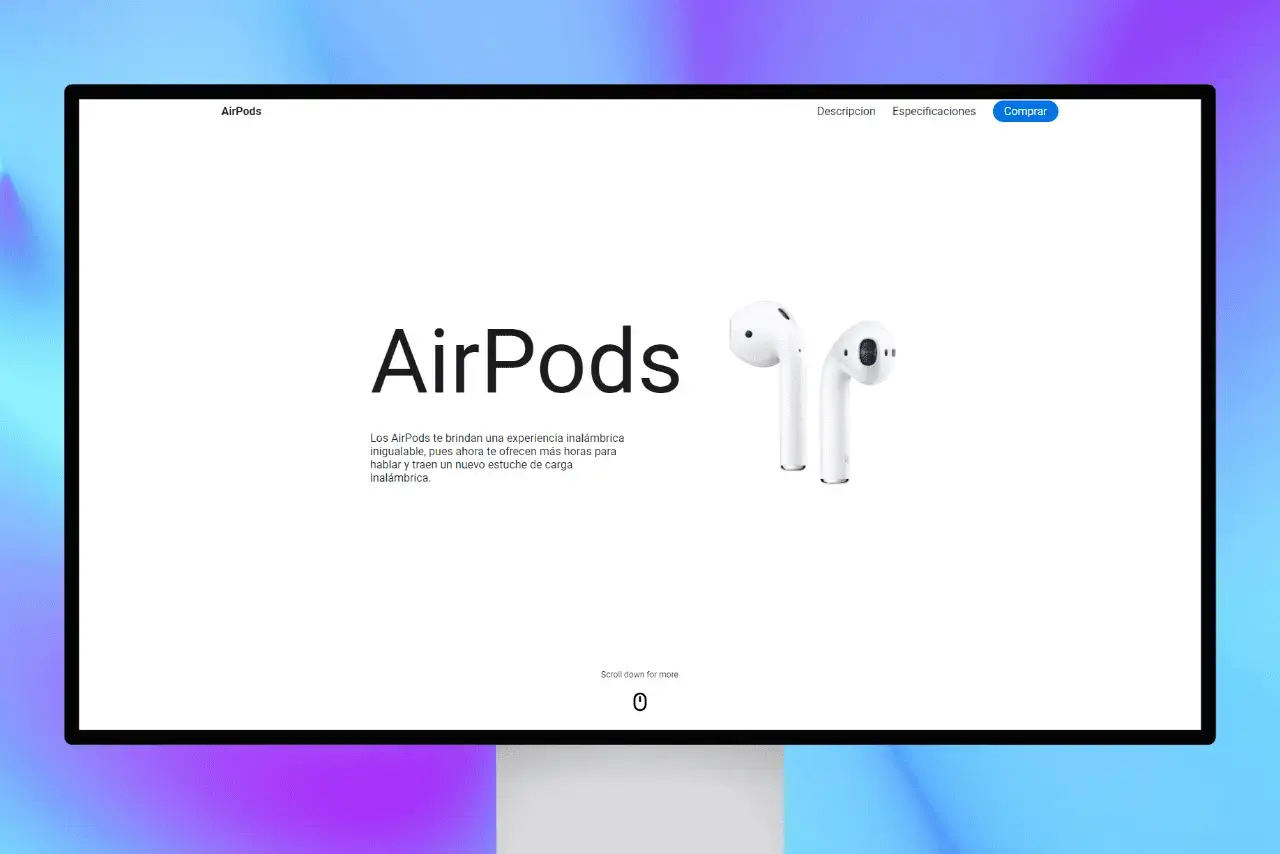 AirPods
Descripcion
Especificaciones
Comprar
AirPods
Los AirPods te brindan una experiencia inalámbrica
inigualable, pues ahora te ofrecen más horas para
hablar y traen un nuevo estuche de carga
inalámbrica.
Scroll down for more